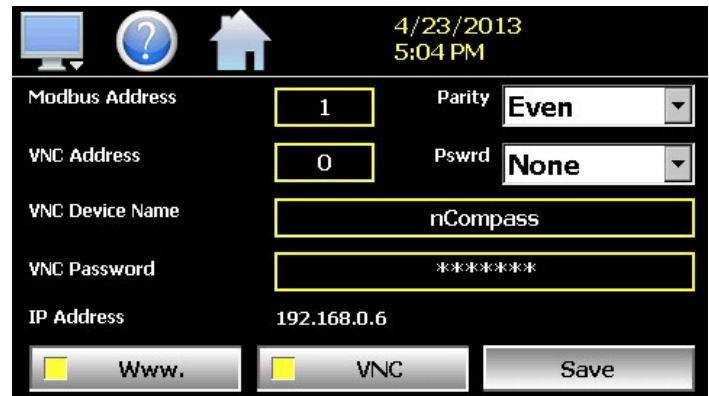 ?
4/23/2013
5:04 PM
Modbus Address 1 Parity Even
VNC Address 0 Pswrd None
VNC Device Name nCompass
VNC Password *******
IP Address 192.168.0.6
Www. VNC Save